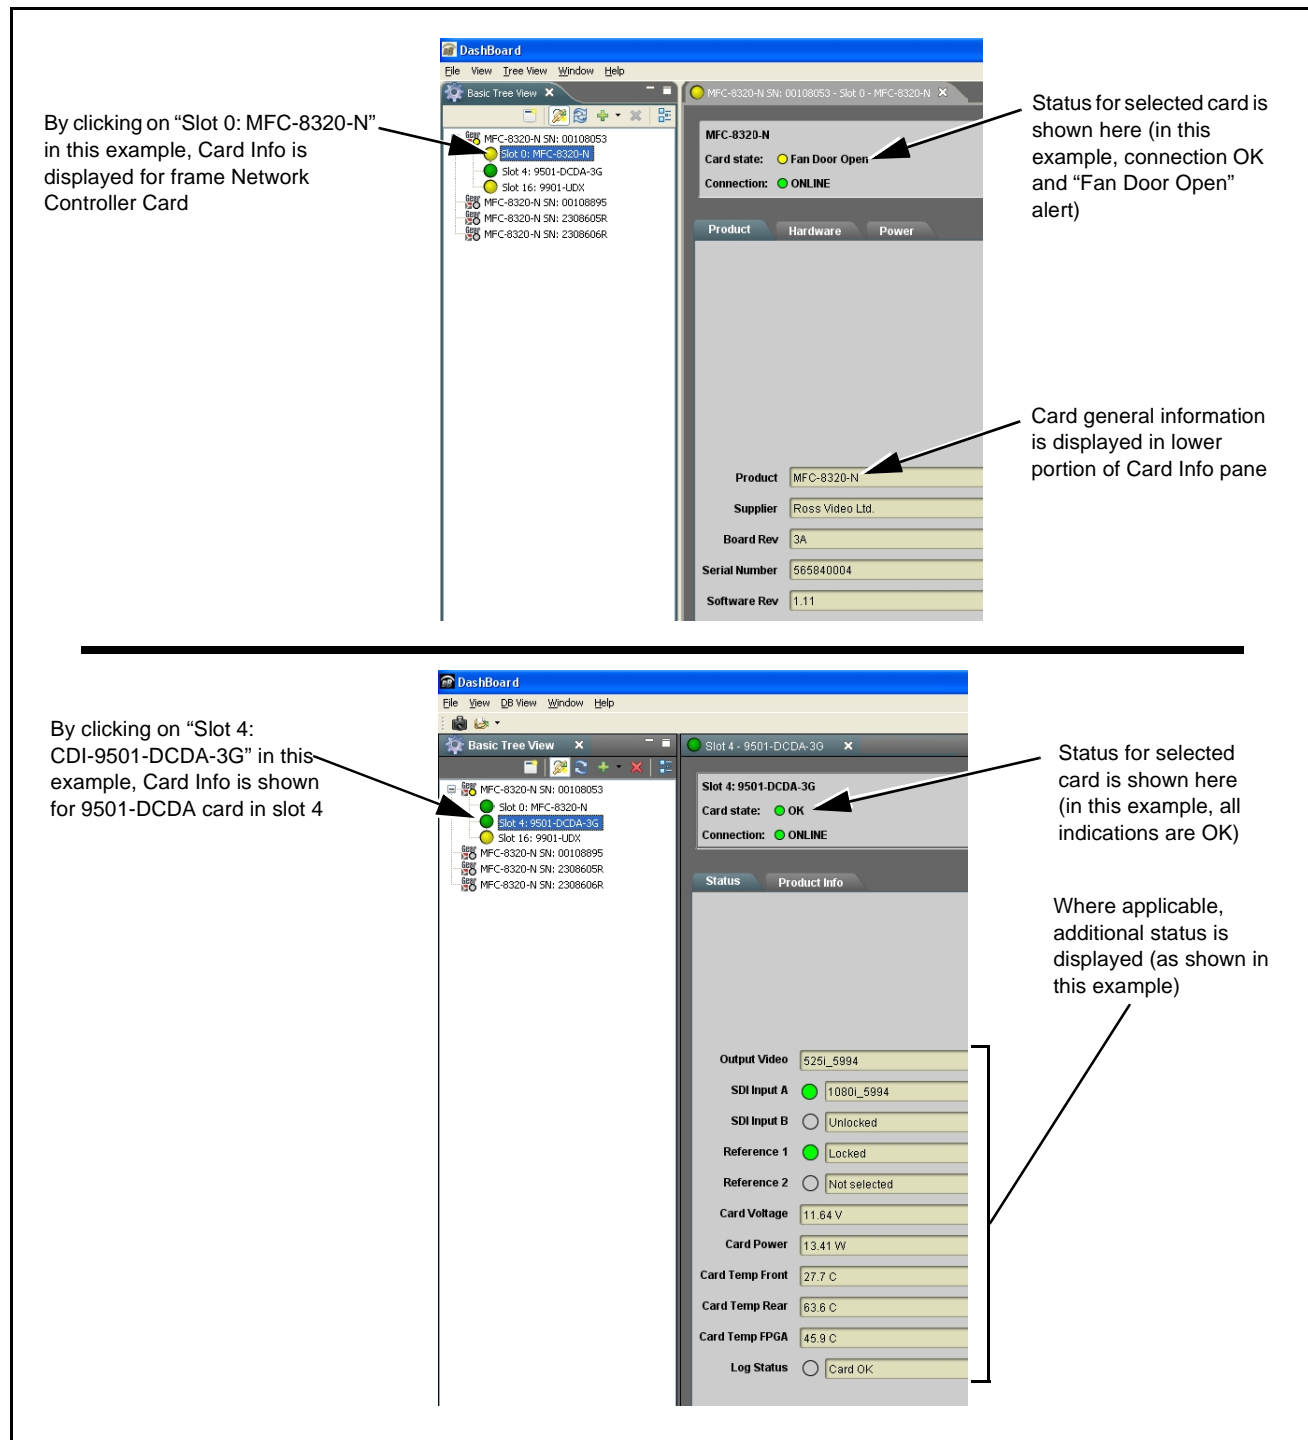 DashBoard
File View Tree View Window Help
Basic Tree View
MFC-8320-N SN: 00108053 - Slot 0 - MFC-8320-N
By clicking on “Slot 0: MFC-8320-N”
in this example, Card Info is
displayed for frame Network
Controller Card
MFC-8320-N SN: 00108053
Slot 0: MFC-8320-N
Slot 4: 9501-DCDA-3G
Slot 16: 9901-UDX
MFC-8320-N SN: 00108895
MFC-8320-N SN: 2308605R
MFC-8320-N SN: 2308606R
MFC-8320-N
Card state: Fan Door Open
Connection: ONLINE
Product Hardware Power
Status for selected card is
shown here (in this
example, connection OK
and “Fan Door Open”
alert)
Card general information
is displayed in lower
portion of Card Info pane
Product MFC-8320-N
Supplier Ross Video Ltd.
Board Rev 3A
Serial Number 565840004
Software Rev 1.11
DashBoard
File View DB View Window Help
Basic Tree View
Slot 4 - 9501-DCDA-3G
By clicking on “Slot 4:
CDI-9501-DCDA-3G” in this
example, Card Info is shown
for 9501-DCDA card in slot 4
MFC-8320-N SN: 00108053
Slot 0: MFC-8320-N
Slot 4: 9501-DCDA-3G
Slot 16: 9901-UDX
MFC-8320-N SN: 00108895
MFC-8320-N SN: 2308605R
MFC-8320-N SN: 2308606R
Slot 4: 9501-DCDA-3G
Card state: OK
Connection: ONLINE
Status Product Info
Status for selected
card is shown here
(in this example, all
indications are OK)
Where applicable,
additional status is
displayed (as shown in
this example)
Output Video 525i_5994
SDI Input A 1080i_5994
SDI Input B Unlocked
Reference 1 Locked
Reference 2 Not selected
Card Voltage 11.64 V
Card Power 13.41 W
Card Temp Front 27.7 C
Card Temp Rear 63.6 C
Card Temp FPGA 45.9 C
Log Status Card OK